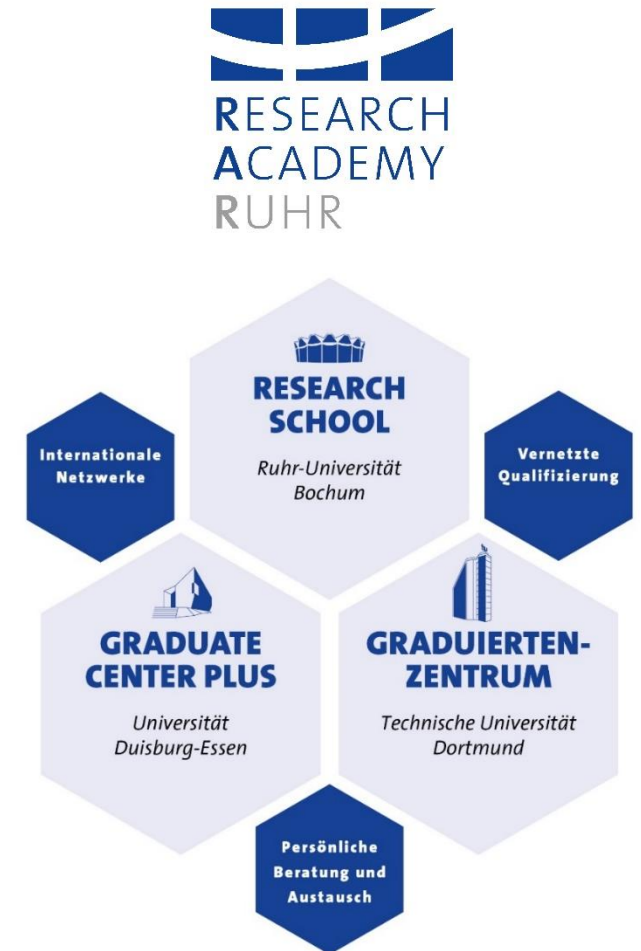 RESEARCH
ACADEMY
RUHR
RESEARCH
SCHOOL
Ruhr-Universität
Bochum
Internationale
Netzwerke
Vernetzte
Qualifizierung
GRADUATE
CENTER PLUS
Universität
Duisburg-Essen
GRADUIERTEN-
ZENTRUM
Technische Universität
Dortmund
Persönliche
Beratung und
Austausch